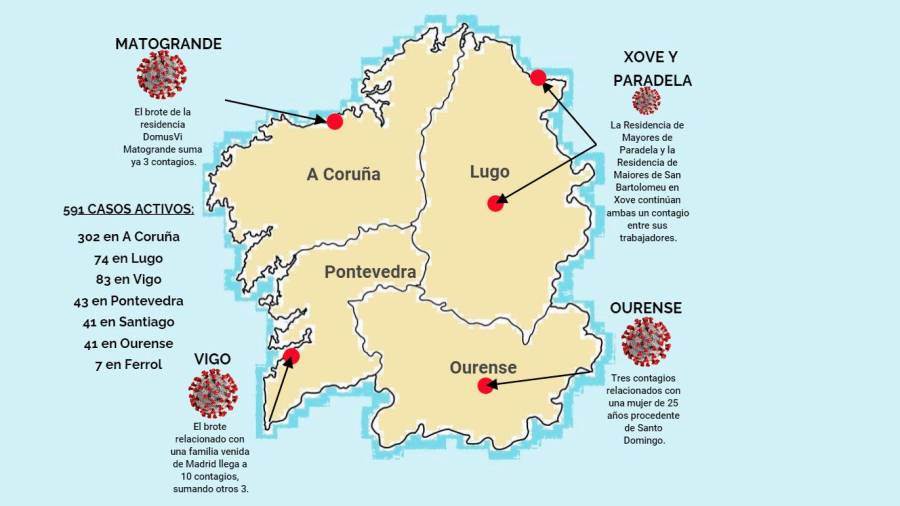 MATOGRANDE
El brote de la
residencia
DomusVi
Matogrande suma
ya 3 contagios.
XOVE Y
PARADELA
La Residencia de
Mayores de
Paradela y la
Residencia de
Maiores de San
Bartolomeu en
Xove continúan
ambas un contagio
entre sus
trabajadores.
A Coruña
Lugo
Pontevedra
Ourense
591 CASOS ACTIVOS:
302 en A Coruña
74 en Lugo
83 en Vigo
43 en Pontevedra
41 en Santiago
41 en Ourense
7 en Ferrol
VIGO
El brote
relacionado con
una familia venida
de Madrid llega a
10 contagios,
sumando otros 3.
OURENSE
Tres contagios
relacionados con
una mujer de 25
años procedente
de Santo
Domingo.